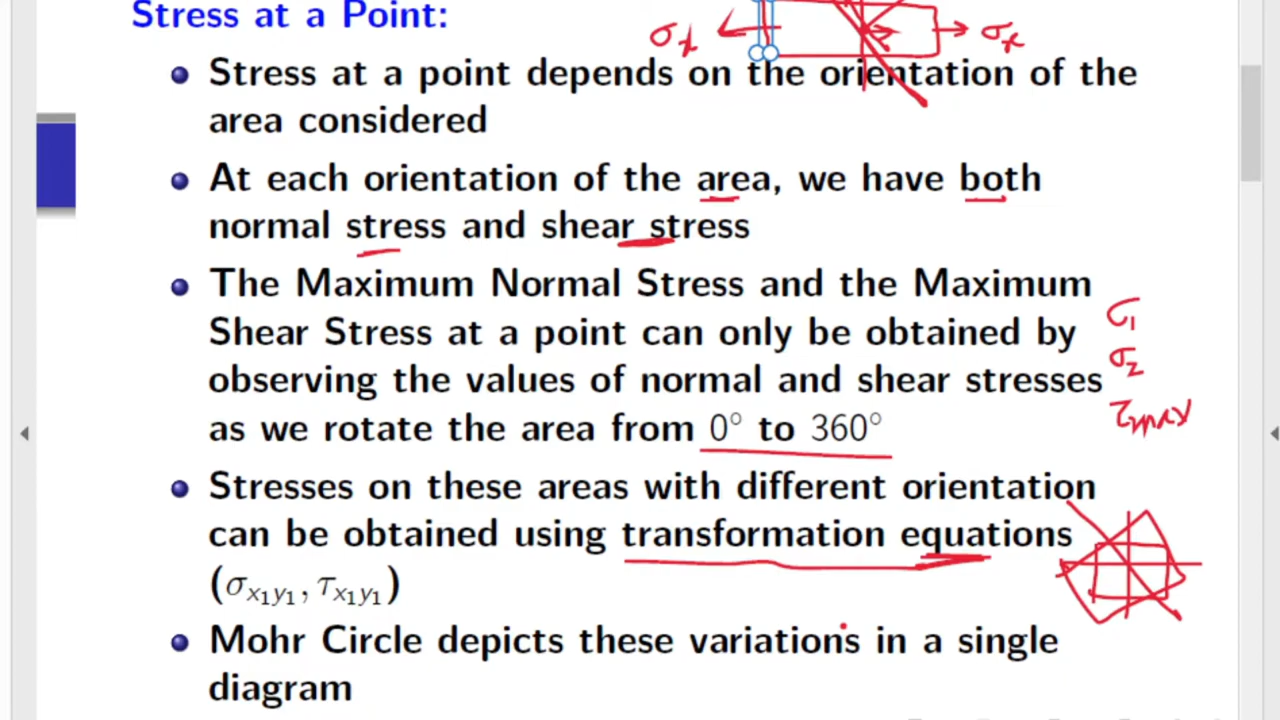 Stress at a Point:
σx
σx
Stress at a point depends on the orientation of the
area considered
At each orientation of the area, we have both
normal stress and shear stress
The Maximum Normal Stress and the Maximum
Shear Stress at a point can only be obtained by
observing the values of normal and shear stresses
as we rotate the area from 0° to 360°
σ1
σ2
τmax
Stresses on these areas with different orientation
can be obtained using transformation equations
(σx₁y₁, τx₁y₁)
Mohr Circle depicts these variations in a single
diagram